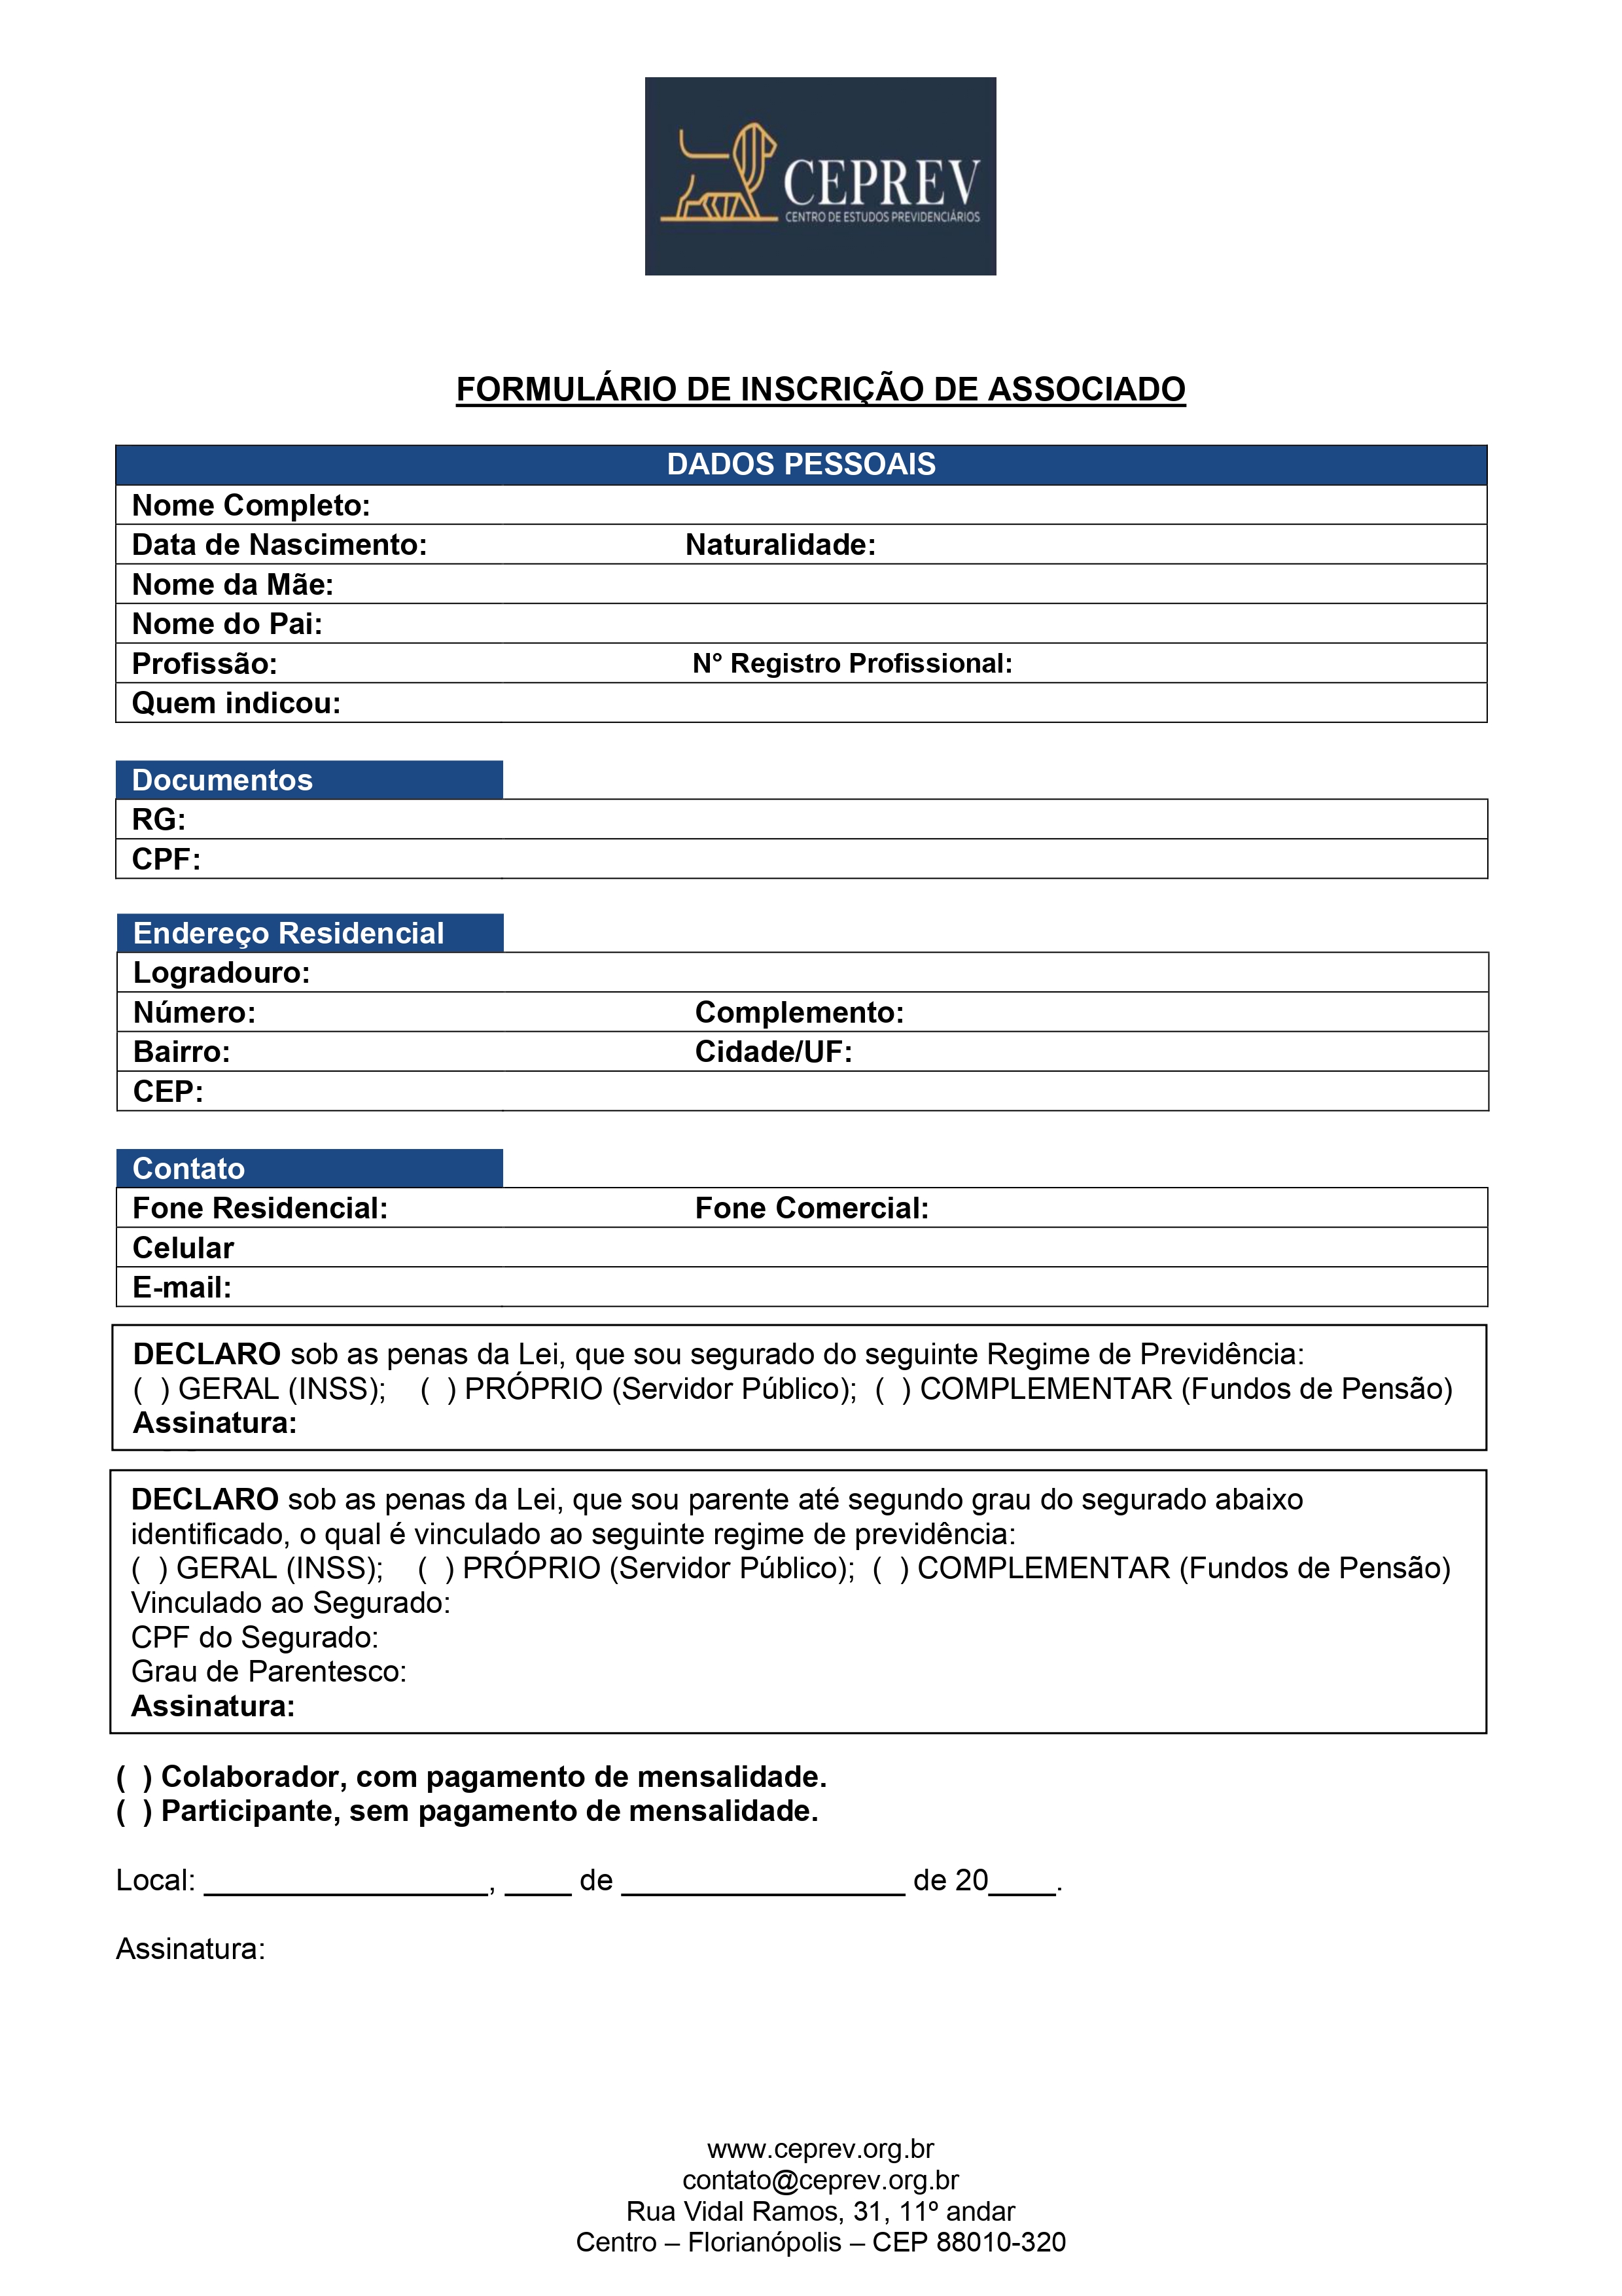 CEPREV
CENTRO DE ESTUDOS PREVIDENCIÁRIOS
FORMULÁRIO DE INSCRIÇÃO DE ASSOCIADO
DADOS PESSOAIS
Nome Completo:
Data de Nascimento: Naturalidade:
Nome da Mãe:
Nome do Pai:
Profissão: N° Registro Profissional:
Quem indicou:
Documentos
RG:
CPF:
Endereço Residencial
Logradouro:
Número: Complemento:
Bairro: Cidade/UF:
CEP:
Contato
Fone Residencial: Fone Comercial:
Celular
E-mail:
DECLARO sob as penas da Lei, que sou segurado do seguinte Regime de Previdência:
( ) GERAL (INSS); ( ) PRÓPRIO (Servidor Público); ( ) COMPLEMENTAR (Fundos de Pensão)
Assinatura:
DECLARO sob as penas da Lei, que sou parente até segundo grau do segurado abaixo
identificado, o qual é vinculado ao seguinte regime de previdência:
( ) GERAL (INSS); ( ) PRÓPRIO (Servidor Público); ( ) COMPLEMENTAR (Fundos de Pensão)
Vinculado ao Segurado:
CPF do Segurado:
Grau de Parentesco:
Assinatura:
( ) Colaborador, com pagamento de mensalidade.
( ) Participante, sem pagamento de mensalidade.
Local: _________________, ____ de _________________ de 20____.
Assinatura:
www.ceprev.org.br
contato@ceprev.org.br
Rua Vidal Ramos, 31, 11º andar
Centro – Florianópolis – CEP 88010-320